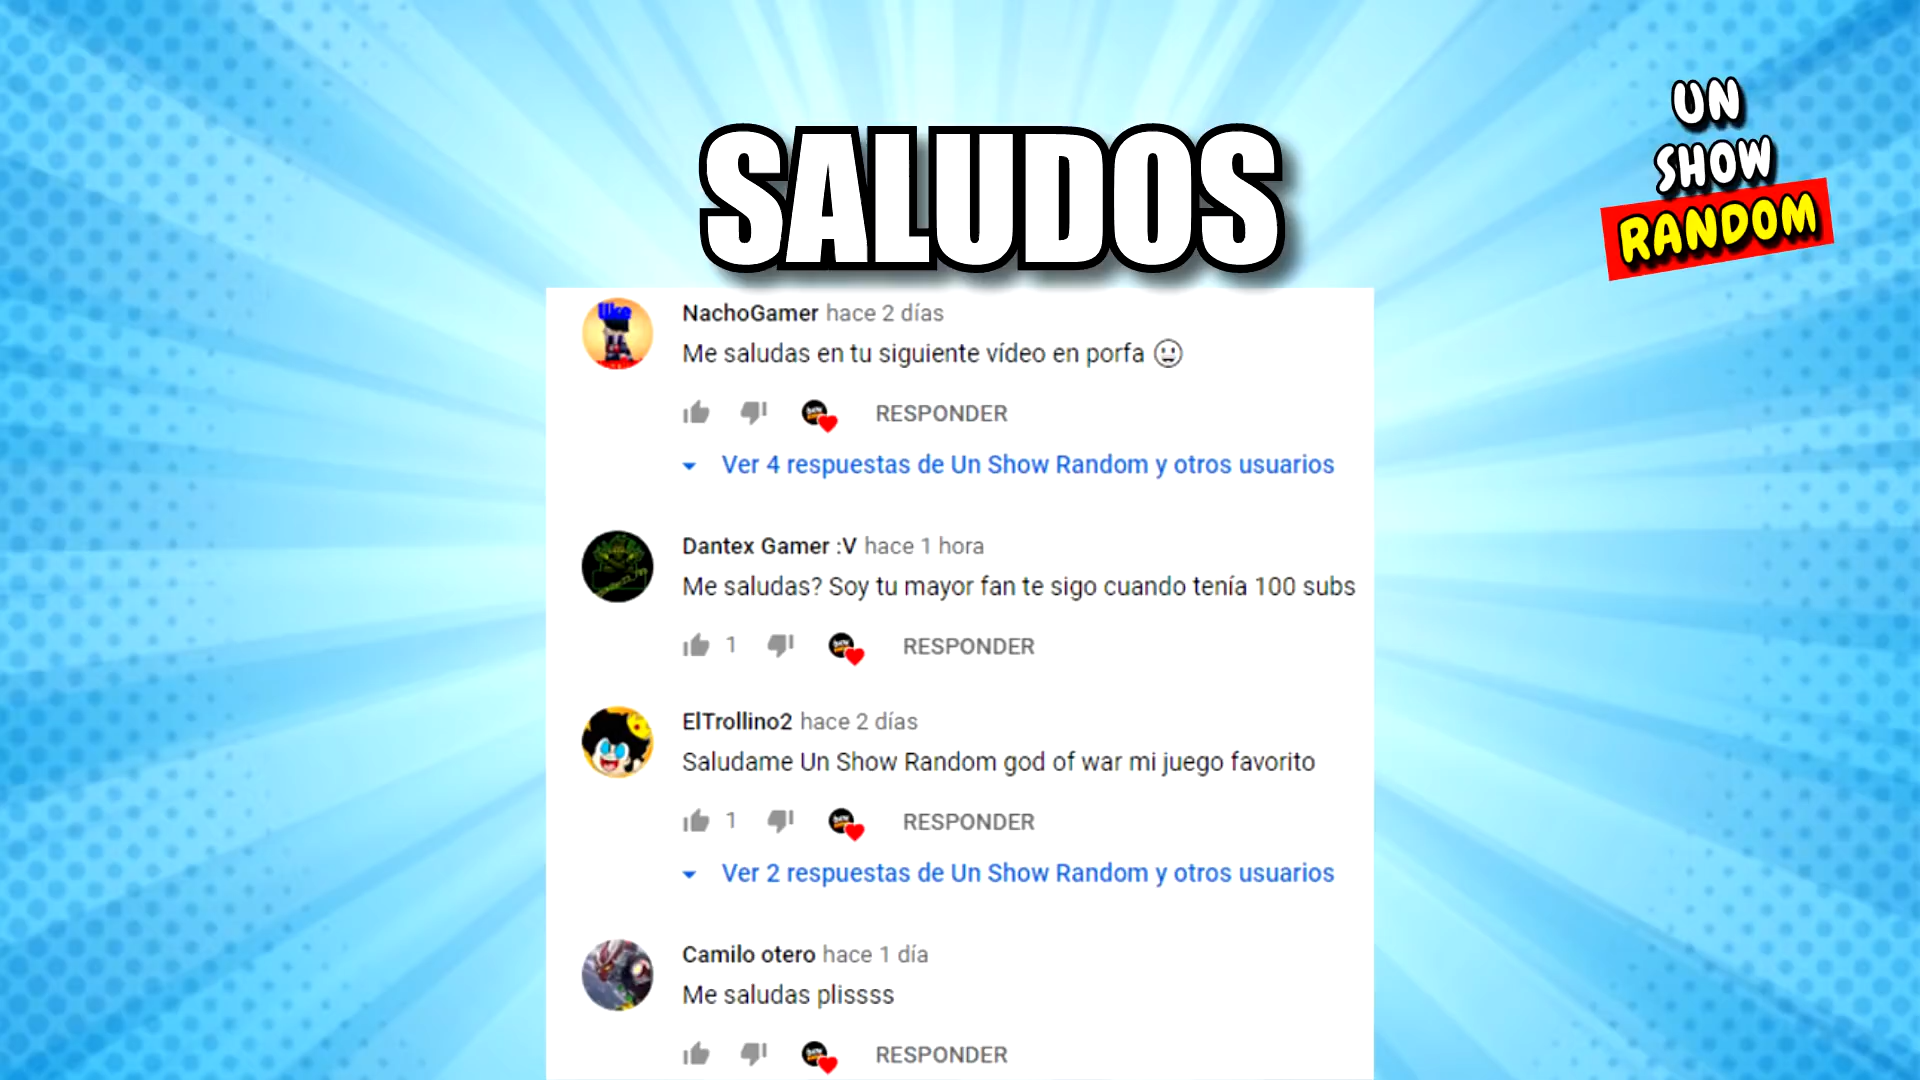 UN
SHOW
RANDOM
SALUDOS
like
NachoGamer hace 2 días
Me saludas en tu siguiente vídeo en porfa
RESPONDER
Ver 4 respuestas de Un Show Random y otros usuarios
Dantex Gamer :V hace 1 hora
Me saludas? Soy tu mayor fan te sigo cuando tenía 100 subs
1 RESPONDER
ElTrollino2 hace 2 días
Saludame Un Show Random god of war mi juego favorito
1 RESPONDER
Ver 2 respuestas de Un Show Random y otros usuarios
Camilo otero hace 1 día
Me saludas plissss
RESPONDER